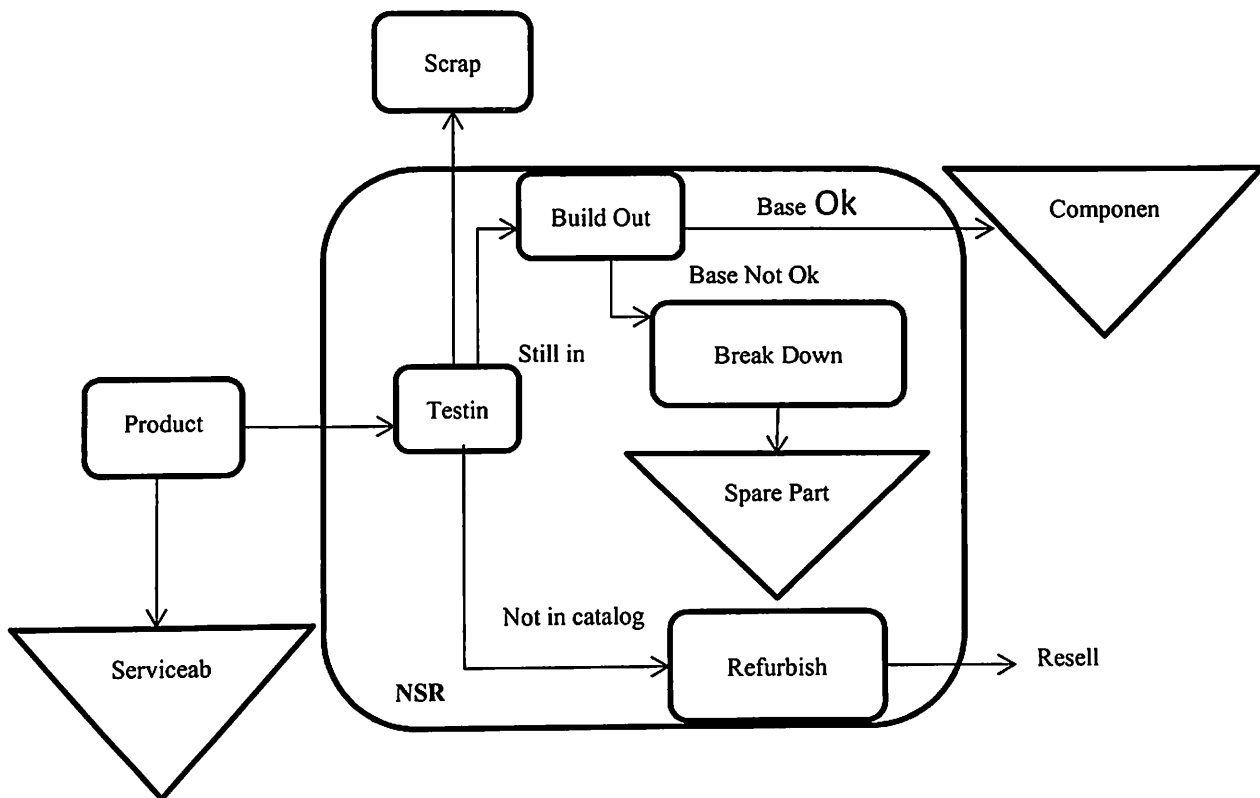 Scrap
Build Out
Base Ok
Componen
Base Not Ok
Still in
Break Down
Product
Testin
Spare Part
Not in catalog
Serviceab
Refurbish
Resell
NSR